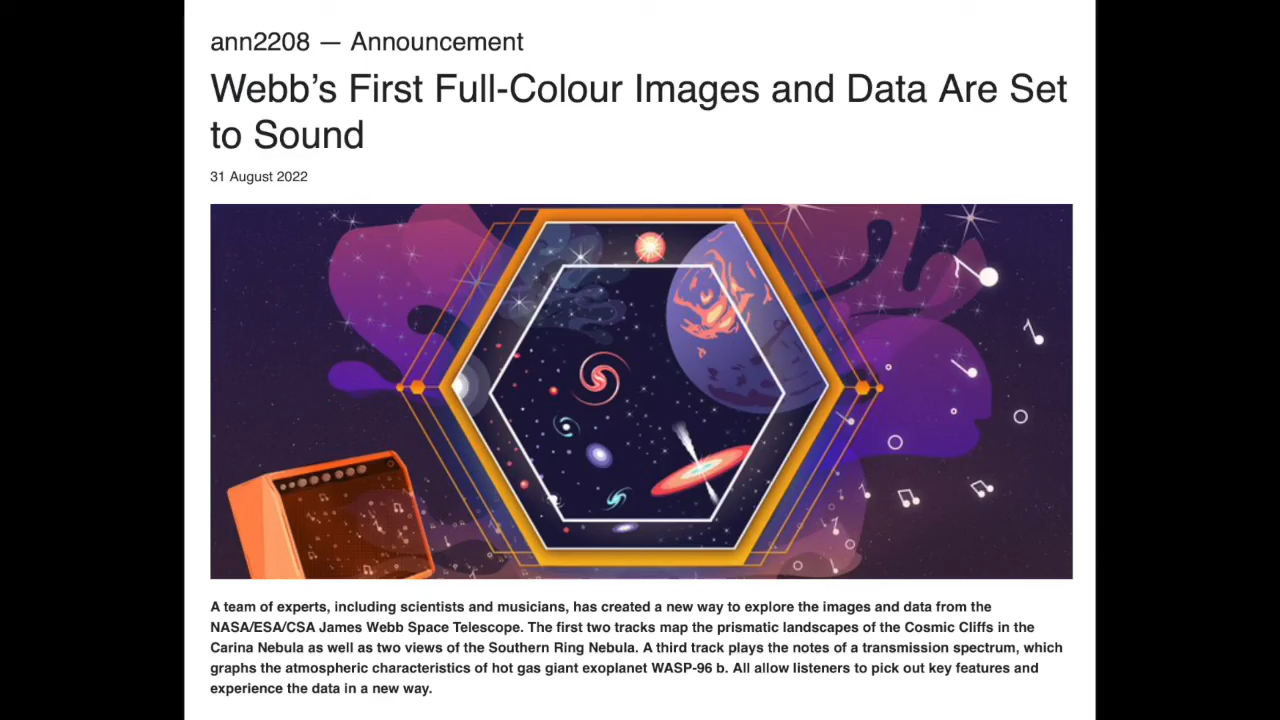 ann2208 — Announcement
Webb’s First Full-Colour Images and Data Are Set
to Sound
31 August 2022
A team of experts, including scientists and musicians, has created a new way to explore the images and data from the
NASA/ESA/CSA James Webb Space Telescope. The first two tracks map the prismatic landscapes of the Cosmic Cliffs in the
Carina Nebula as well as two views of the Southern Ring Nebula. A third track plays the notes of a transmission spectrum, which
graphs the atmospheric characteristics of hot gas giant exoplanet WASP-96 b. All allow listeners to pick out key features and
experience the data in a new way.